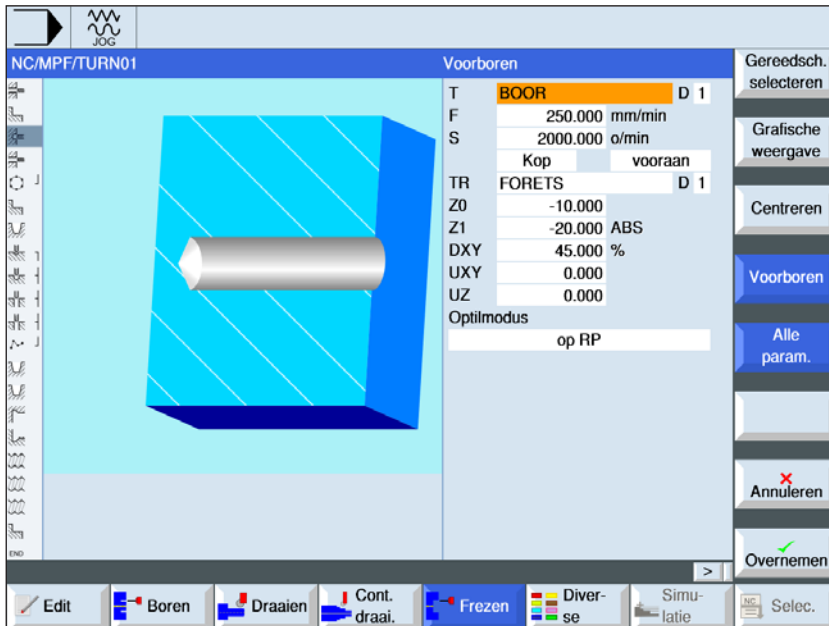 JOG
NC/MPF/TURN01
Voorboren
T BOOR D 1
F 250.000 mm/min
S 2000.000 o/min
Kop vooraan
TR FORETS D 1
Z0 -10.000
Z1 -20.000 ABS
DXY 45.000 %
UXY 0.000
UZ 0.000
Optilmodus
op RP
END
>
Gereedsch.
selecteren
Grafische
weergave
Centreren
Voorboren
Alle
param.
Annuleren
Overnemen
Edit
Boren
Draaien
Cont.
draai.
Frezen
Diver-
se
Simu-
latie
NC
Selec.